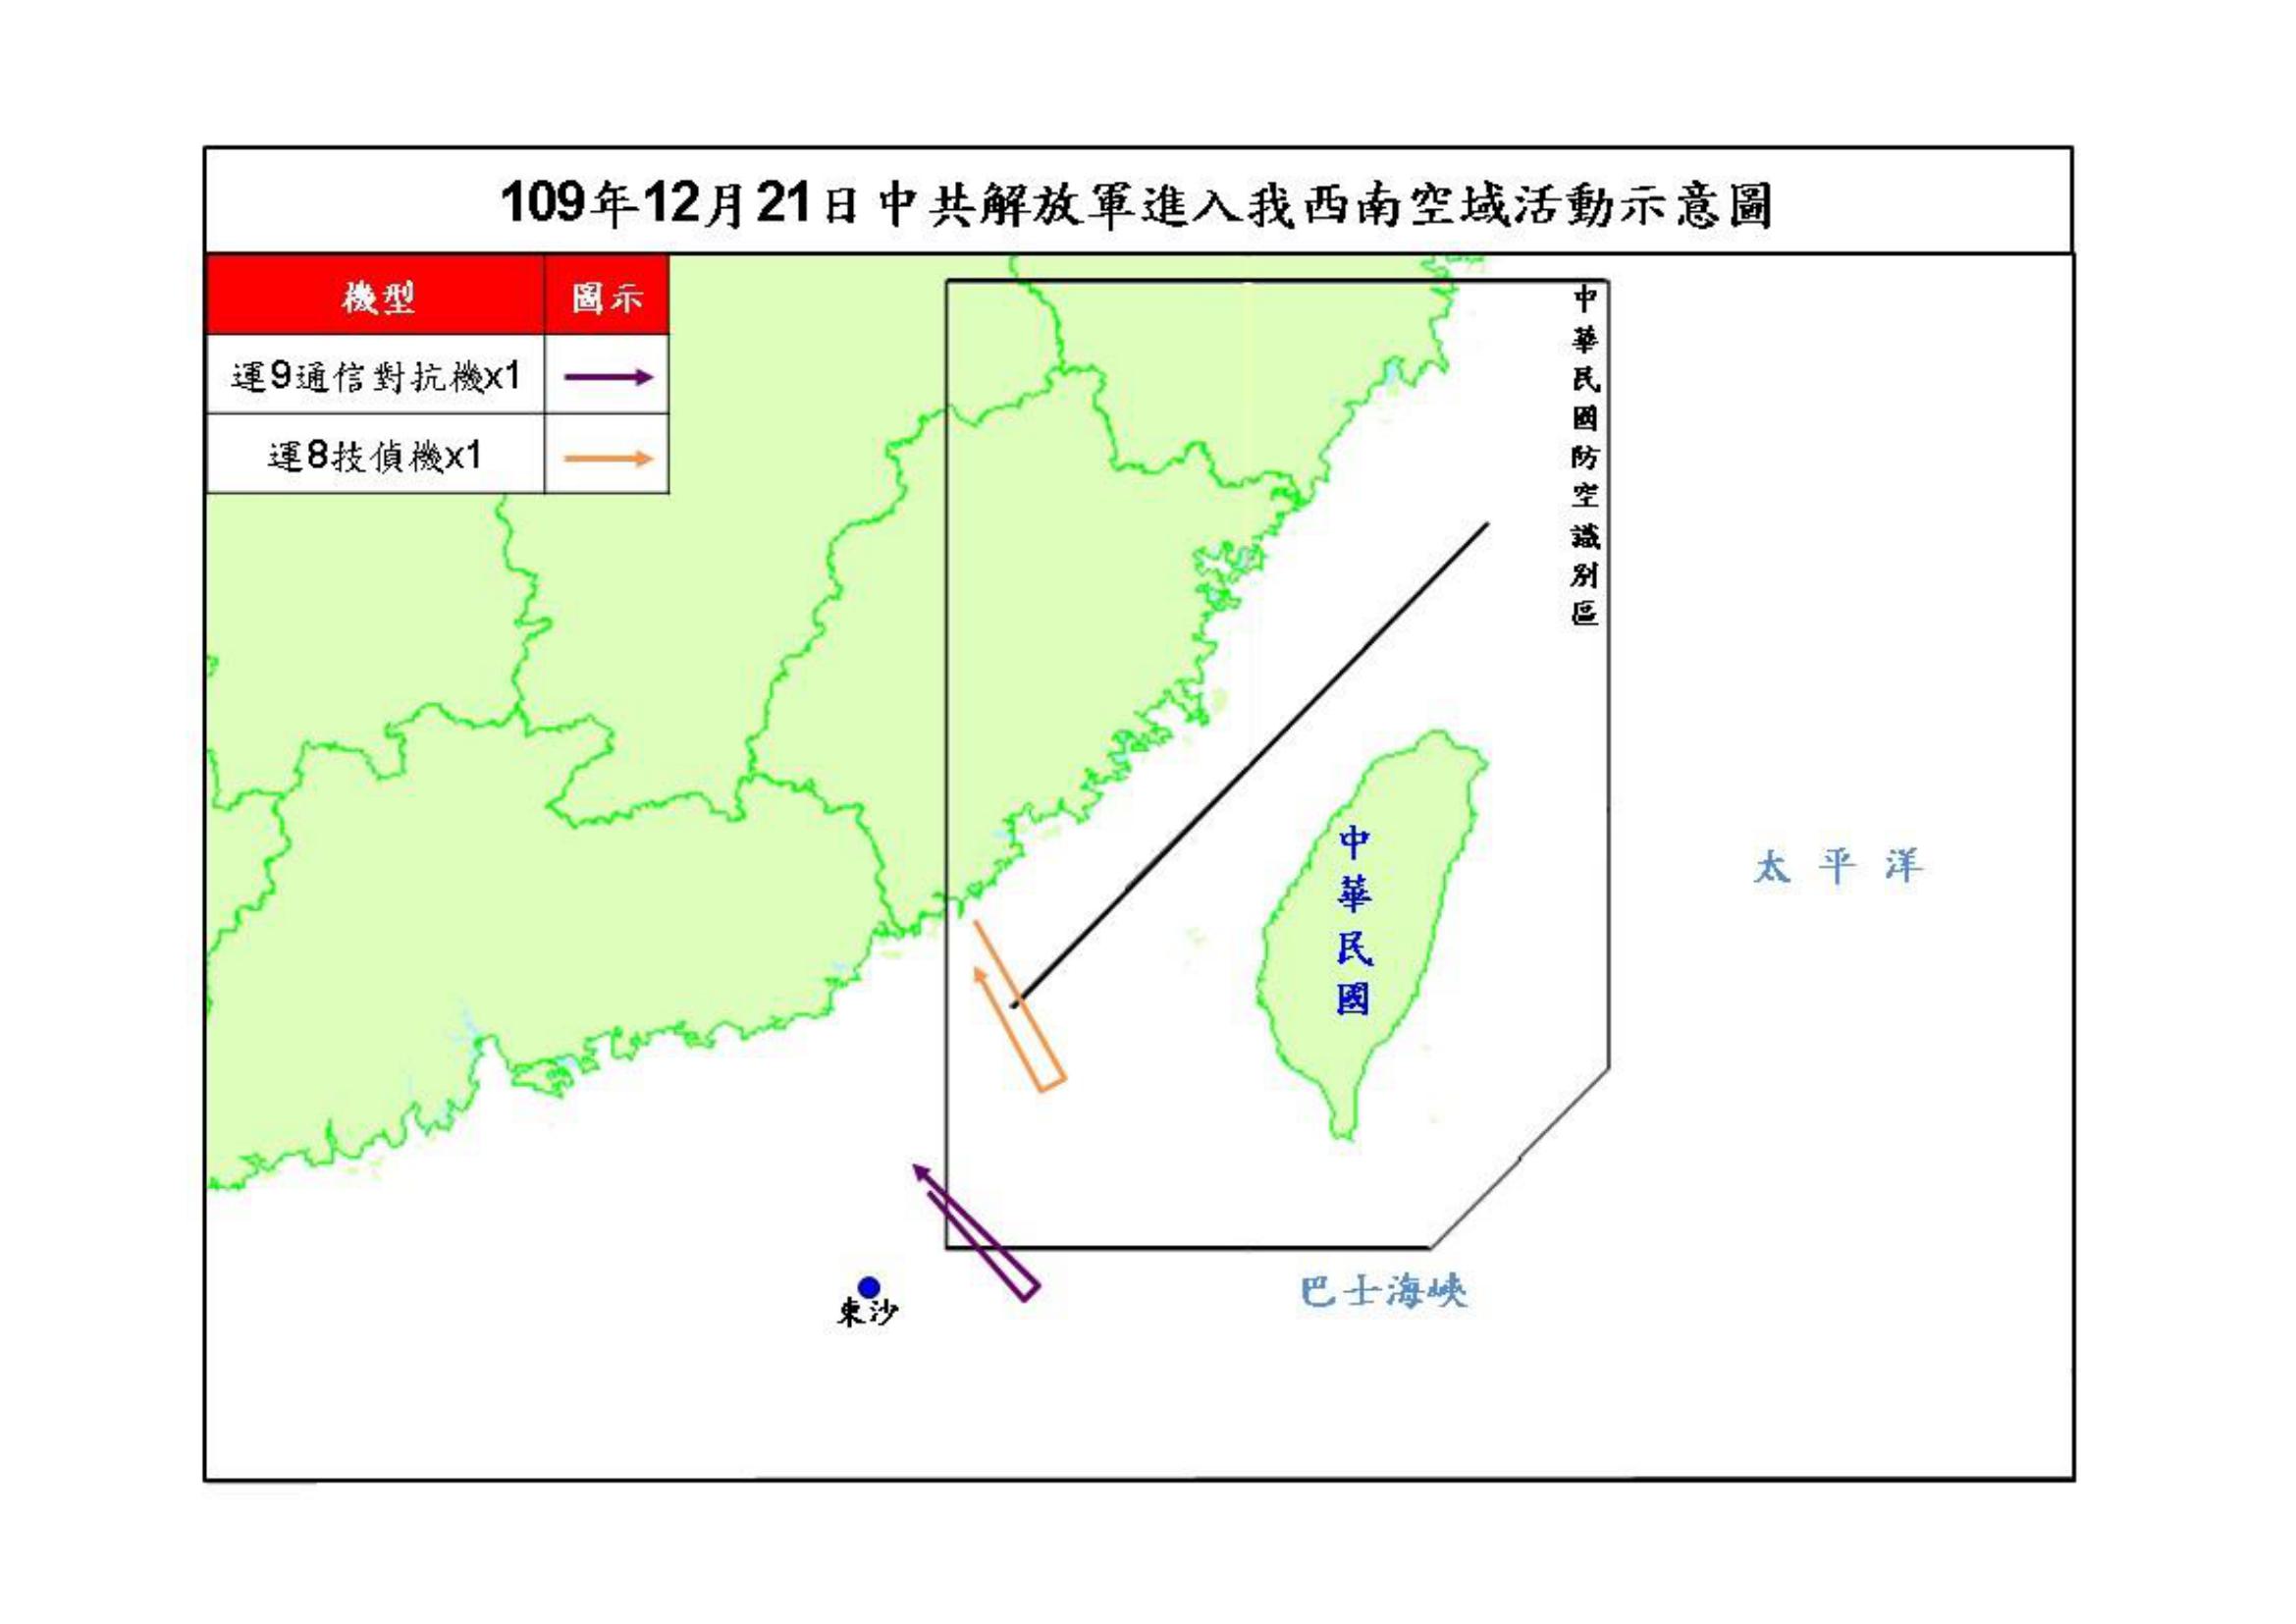 109年12月21日中共解放軍進入我西南空域活動示意圖
機型 圖示
運9通信對抗機x1
運8技偵機x1
中華民國防空識別區
中華民國
太平洋
巴士海峽
東沙